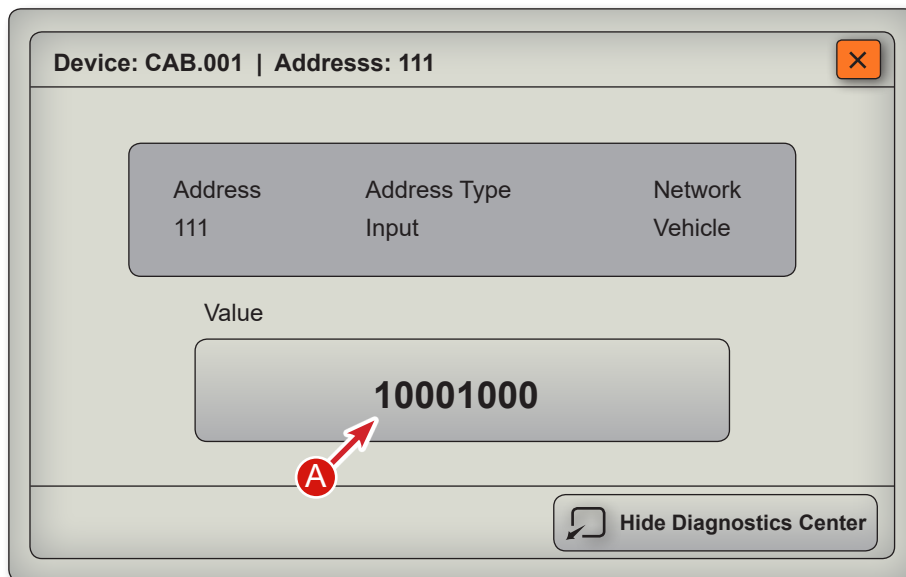 Device: CAB.001 | Addresss: 111
Address Address Type Network
111 Input Vehicle
Value
10001000
A
Hide Diagnostics Center